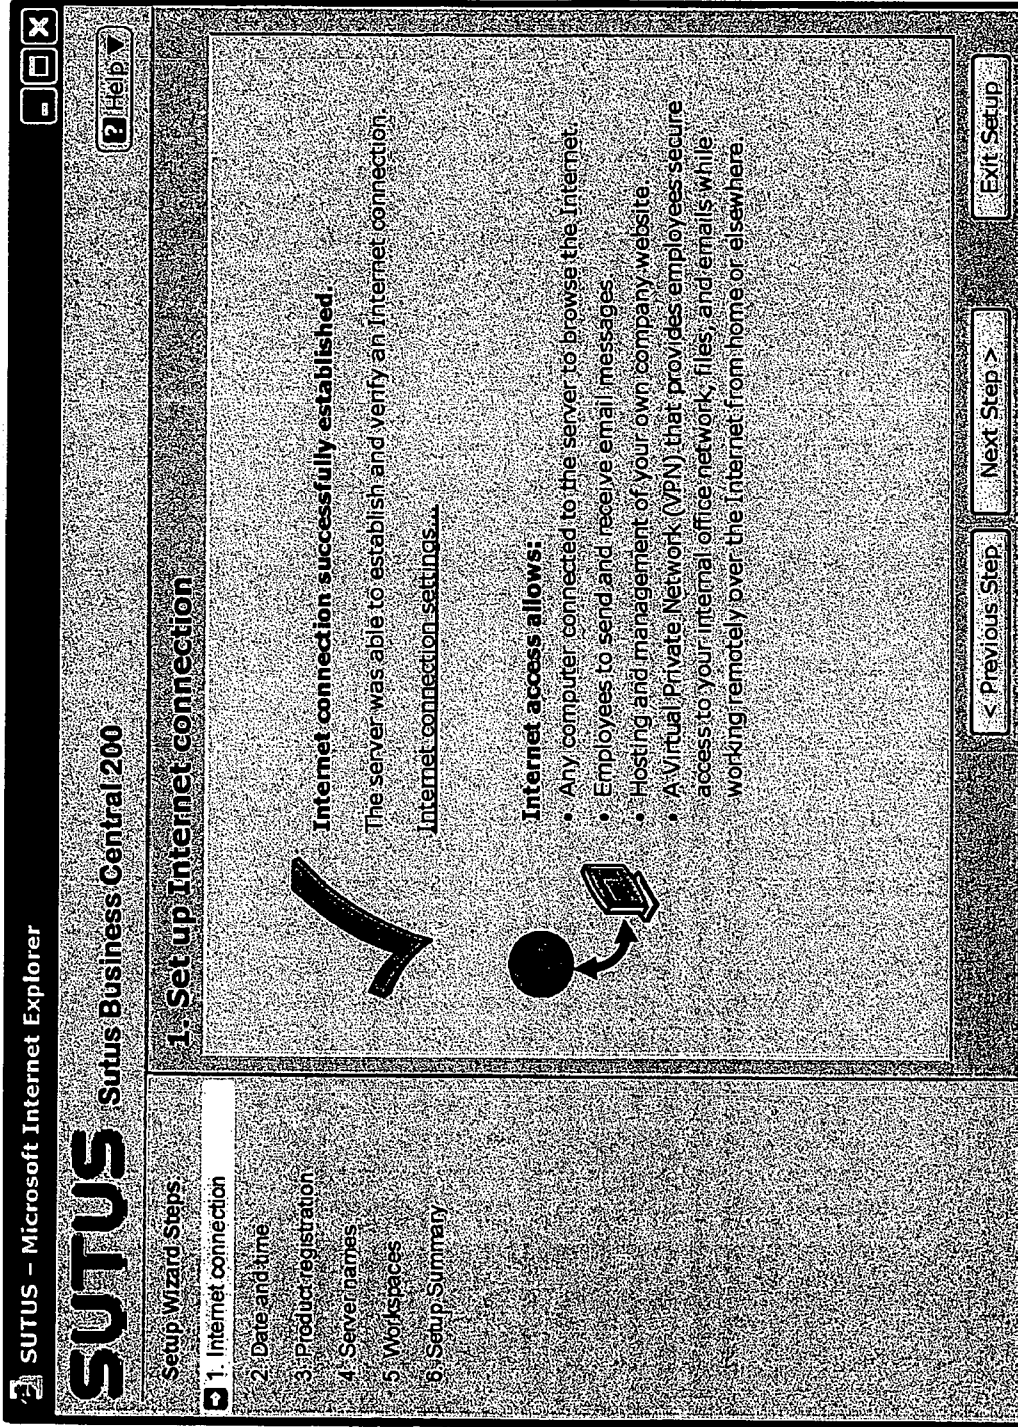 SUTUS – Microsoft Internet Explorer
SUTUS Sutus Business Central 200
? Help ▼
Setup Wizard Steps
1. Internet connection
2. Date and time
3. Product registration
4. Server names
5. Workspaces
6. Setup Summary
1. Set up Internet connection
Internet connection successfully established.
The server was able to establish and verify an Internet connection.
Internet connection settings...
Internet access allows:
• Any computer connected to the server to browse the Internet.
• Employees to send and receive email messages.
• Hosting and management of your own company website
• A Virtual Private Network (VPN) that provides employees secure
access to your internal office network, files, and emails while
working remotely over the Internet from home or elsewhere.
< Previous Step
Next Step >
Exit Setup